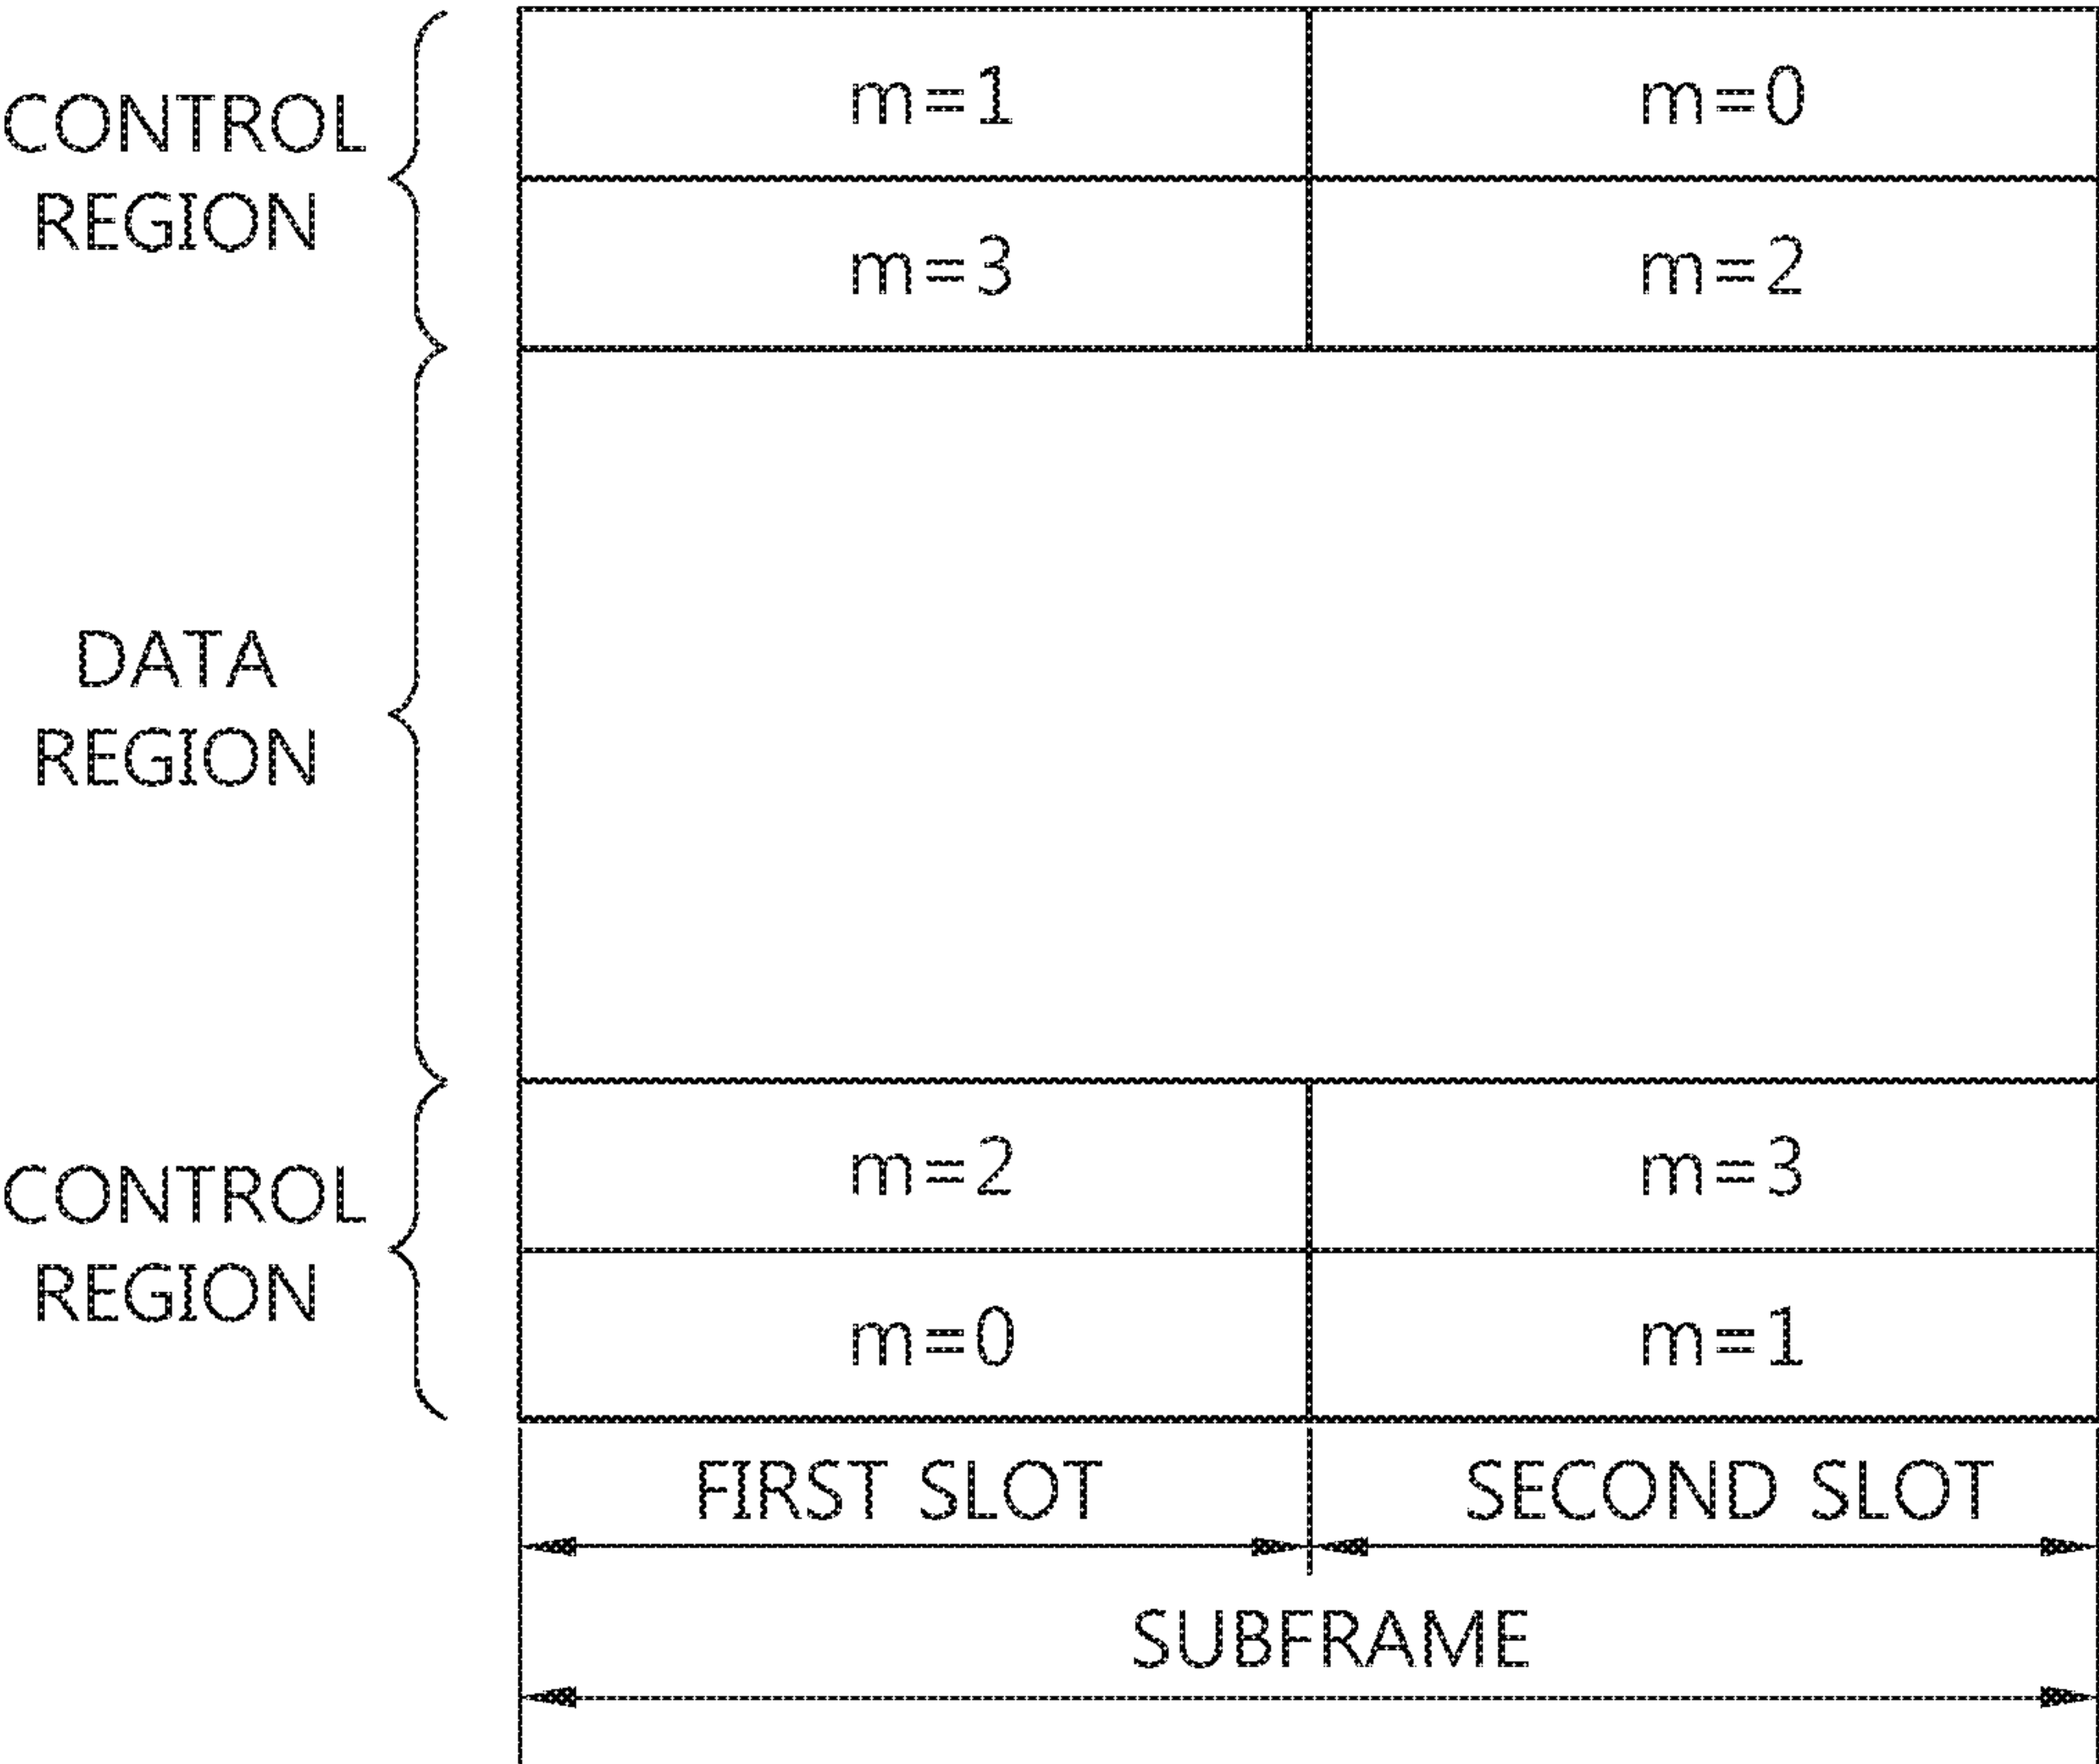 CONTROL
REGION
m=1
m=0
m=3
m=2
DATA
REGION
CONTROL
REGION
m=2
m=3
m=0
m=1
FIRST SLOT
SECOND SLOT
SUBFRAME